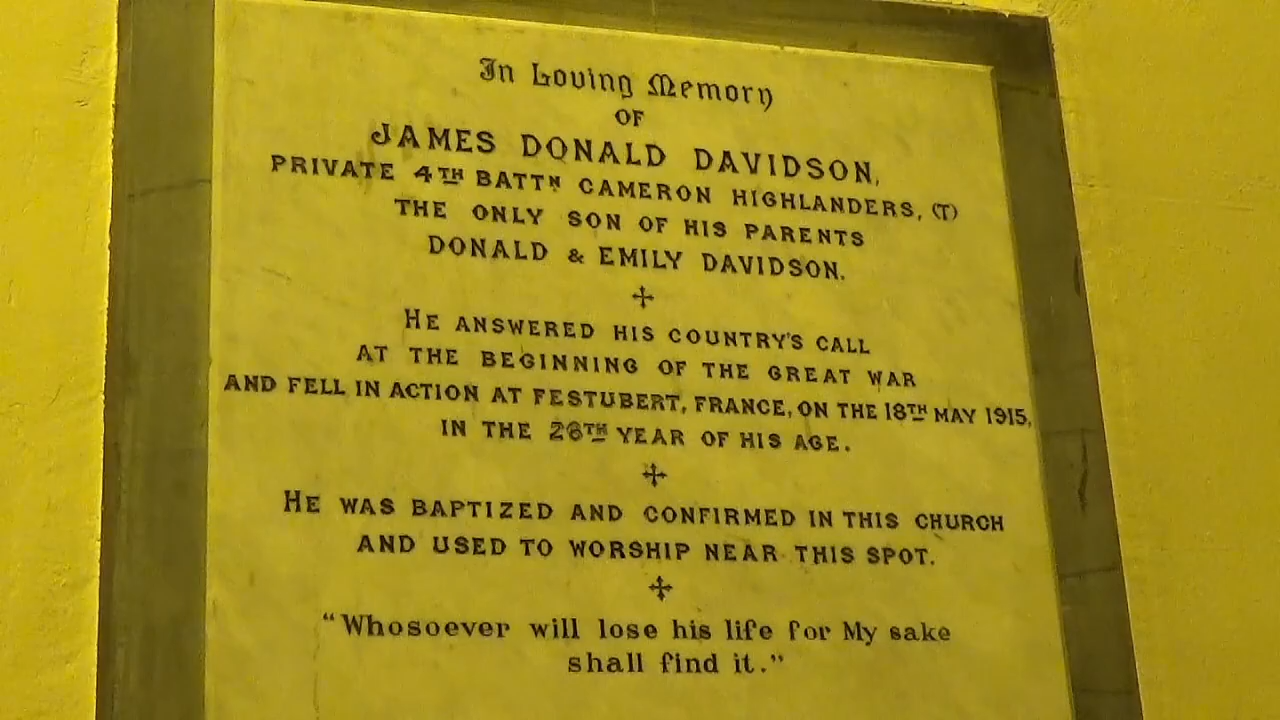 In Loving Memory
OF
JAMES DONALD DAVIDSON,
PRIVATE 4TH BATTN CAMERON HIGHLANDERS, (T)
THE ONLY SON OF HIS PARENTS
DONALD & EMILY DAVIDSON.
HE ANSWERED HIS COUNTRY'S CALL
AT THE BEGINNING OF THE GREAT WAR
AND FELL IN ACTION AT FESTUBERT, FRANCE, ON THE 18TH MAY 1915,
IN THE 26TH YEAR OF HIS AGE.
HE WAS BAPTIZED AND CONFIRMED IN THIS CHURCH
AND USED TO WORSHIP NEAR THIS SPOT.
"Whosoever will lose his life for My sake
shall find it."